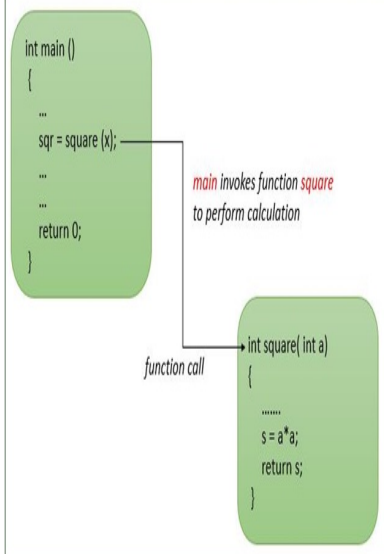 int main ()
{
...
sqr = square (x);
...
...
return 0;
}
main invokes function square
to perform calculation
function call
int square( int a)
{
.......
s = a*a;
return s;
}